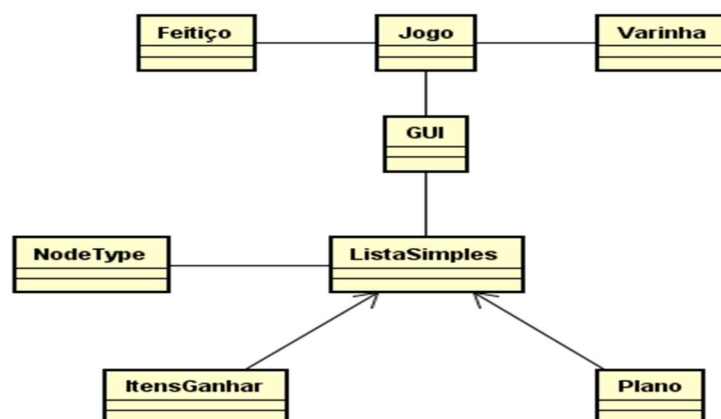 Feitiço
Jogo
Varinha
GUI
NodeType
ListaSimples
ItensGanhar
Plano